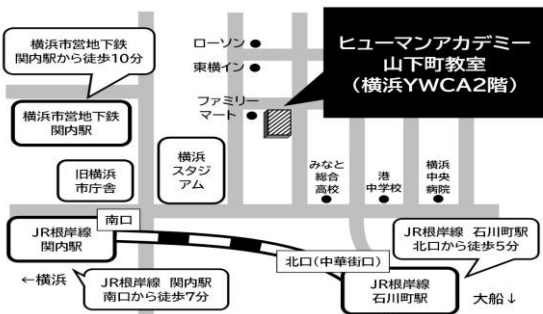 横浜市営地下鉄
関内駅から徒歩10分
ローソン
東横イン
ファミリー
マート
ヒューマンアカデミー
山下町教室
（横浜YWCA2階）
横浜市営地下鉄
関内駅
旧横浜
市庁舎
横浜
スタジ
アム
みなと
総合
高校
港
中学校
横浜
中央
病院
南口
JR根岸線
関内駅
←横浜
JR根岸線 関内駅
南口から徒歩7分
北口（中華街口）
JR根岸線 石川町駅
北口から徒歩5分
JR根岸線
石川町駅
大船↓